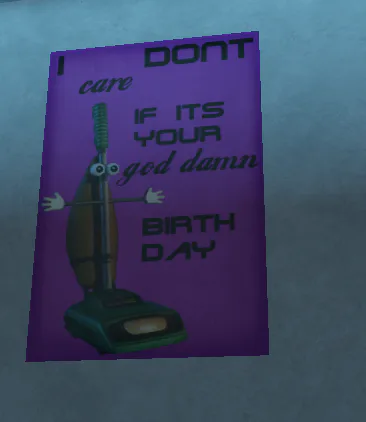 I DONT
care
IF ITS
YOUR
god damn
BIRTH
DAY